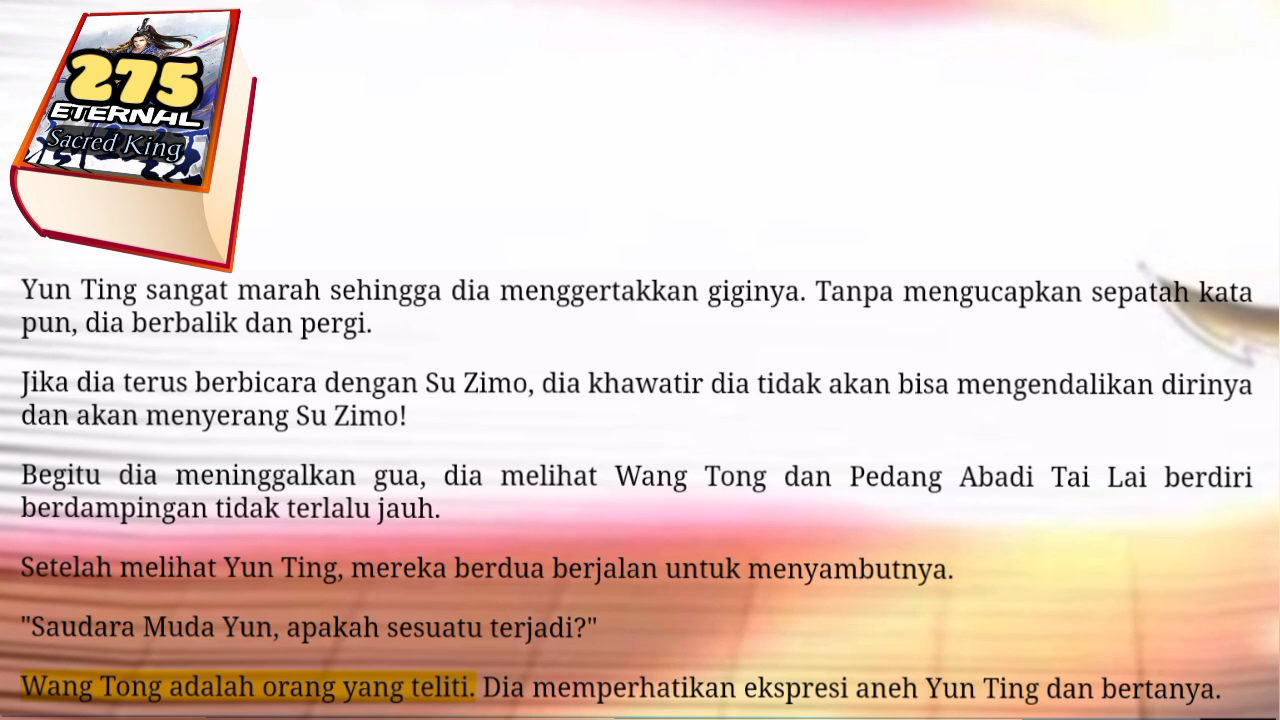 275
ETERNAL
Sacred King
Yun Ting sangat marah sehingga dia menggertakkan giginya. Tanpa mengucapkan sepatah kata
pun, dia berbalik dan pergi.
Jika dia terus berbicara dengan Su Zimo, dia khawatir dia tidak akan bisa mengendalikan dirinya
dan akan menyerang Su Zimo!
Begitu dia meninggalkan gua, dia melihat Wang Tong dan Pedang Abadi Tai Lai berdiri
berdampingan tidak terlalu jauh.
Setelah melihat Yun Ting, mereka berdua berjalan untuk menyambutnya.
"Saudara Muda Yun, apakah sesuatu terjadi?"
Wang Tong adalah orang yang teliti. Dia memperhatikan ekspresi aneh Yun Ting dan bertanya.